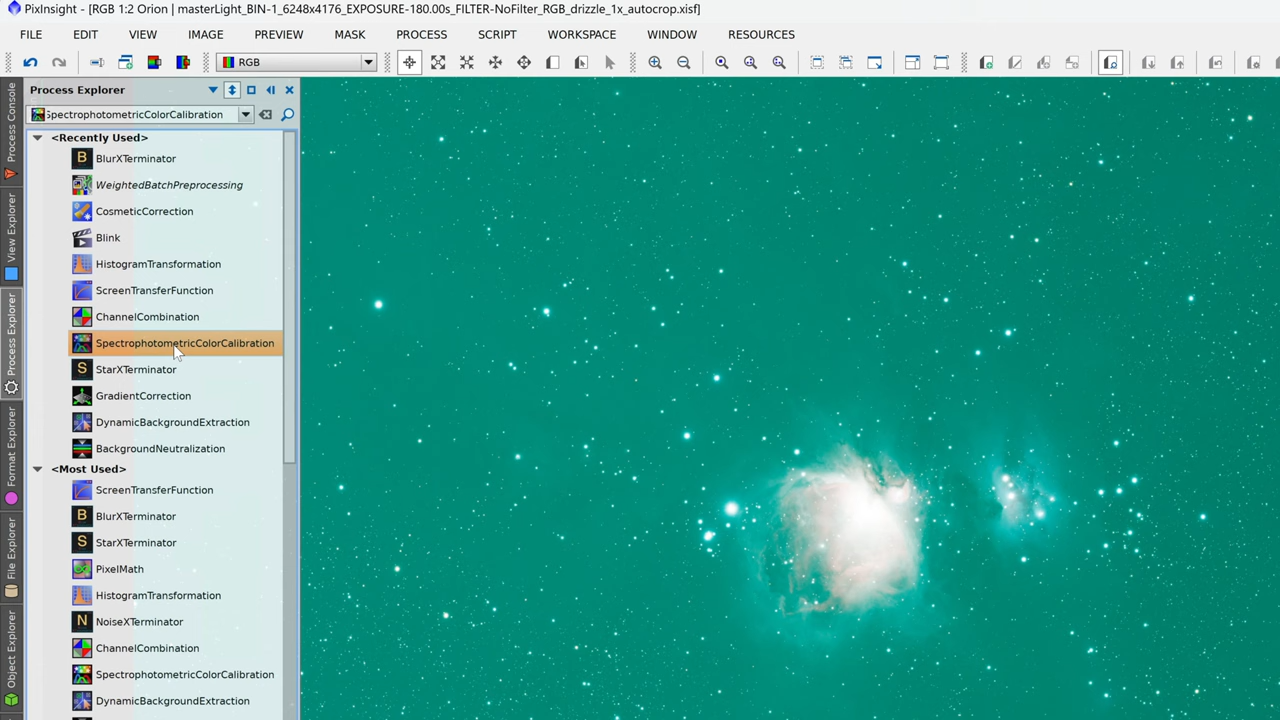 PixInsight - [RGB 1:2 Orion | masterLight_BIN-1_6248x4176_EXPOSURE-180.00s_FILTER-NoFilter_RGB_drizzle_1x_autocrop.xisf]
FILE EDIT VIEW IMAGE PREVIEW MASK PROCESS SCRIPT WORKSPACE WINDOW RESOURCES
RGB
Process Explorer
SpectrophotometricColorCalibration
<Recently Used>
B BlurXTerminator
WeightedBatchPreprocessing
CosmeticCorrection
Blink
HistogramTransformation
ScreenTransferFunction
ChannelCombination
SpectrophotometricColorCalibration
S StarXTerminator
GradientCorrection
DynamicBackgroundExtraction
BackgroundNeutralization
<Most Used>
ScreenTransferFunction
B BlurXTerminator
S StarXTerminator
PixelMath
HistogramTransformation
N NoiseXTerminator
ChannelCombination
SpectrophotometricColorCalibration
DynamicBackgroundExtraction
Process Console
View Explorer
Process Explorer
Format Explorer
File Explorer
Object Explorer